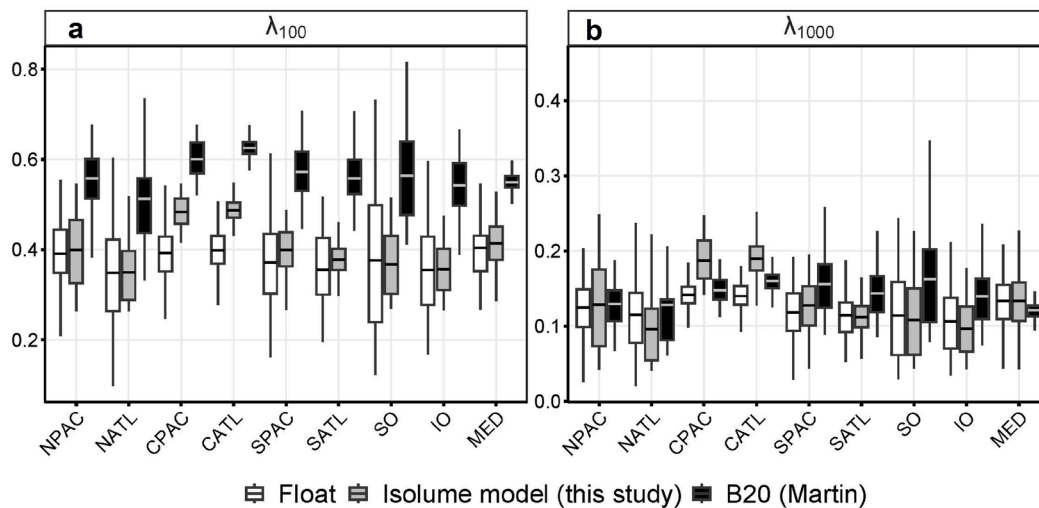 a
λ100
b
λ1000
0.8
0.6
0.4
0.2
0.4
0.3
0.2
0.1
0.0
NPAC
NATL
CPAC
CATL
SPAC
SATL
SO
IO
MED
NPAC
NATL
CPAC
CATL
SPAC
SATL
SO
IO
MED
Float Isolume model (this study) B20 (Martin)